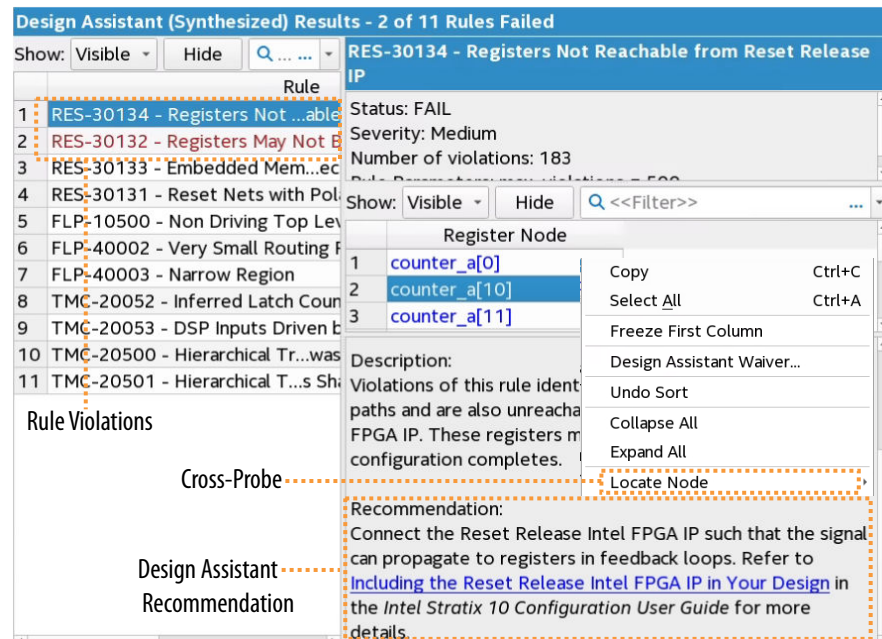 Design Assistant (Synthesized) Results - 2 of 11 Rules Failed
Show: Visible Hide ... ...
Rule
1 RES-30134 - Registers Not ...able
2 RES-30132 - Registers May Not B
3 RES-30133 - Embedded Mem...ec
4 RES-30131 - Reset Nets with Pol
5 FLP-10500 - Non Driving Top Lev
6 FLP-40002 - Very Small Routing
7 FLP-40003 - Narrow Region
8 TMC-20052 - Inferred Latch Coun
9 TMC-20053 - DSP Inputs Driven b
10 TMC-20500 - Hierarchical Tr...was
11 TMC-20501 - Hierarchical T...s Sha
Rule Violations
Cross-Probe
Design Assistant
Recommendation
RES-30134 - Registers Not Reachable from Reset Release
IP
Status: FAIL
Severity: Medium
Number of violations: 183
Rule Parameters: max_violations = 500
Show: Visible Hide <<Filter>> ...
Register Node
1 counter_a[0]
2 counter_a[10]
3 counter_a[11]
Copy Ctrl+C
Select All Ctrl+A
Freeze First Column
Design Assistant Waiver...
Undo Sort
Collapse All
Expand All
Locate Node
Description:
Violations of this rule ident
paths and are also unreacha
FPGA IP. These registers m
configuration completes.
Recommendation:
Connect the Reset Release Intel FPGA IP such that the signal
can propagate to registers in feedback loops. Refer to
Including the Reset Release Intel FPGA IP in Your Design in
the Intel Stratix 10 Configuration User Guide for more
details.